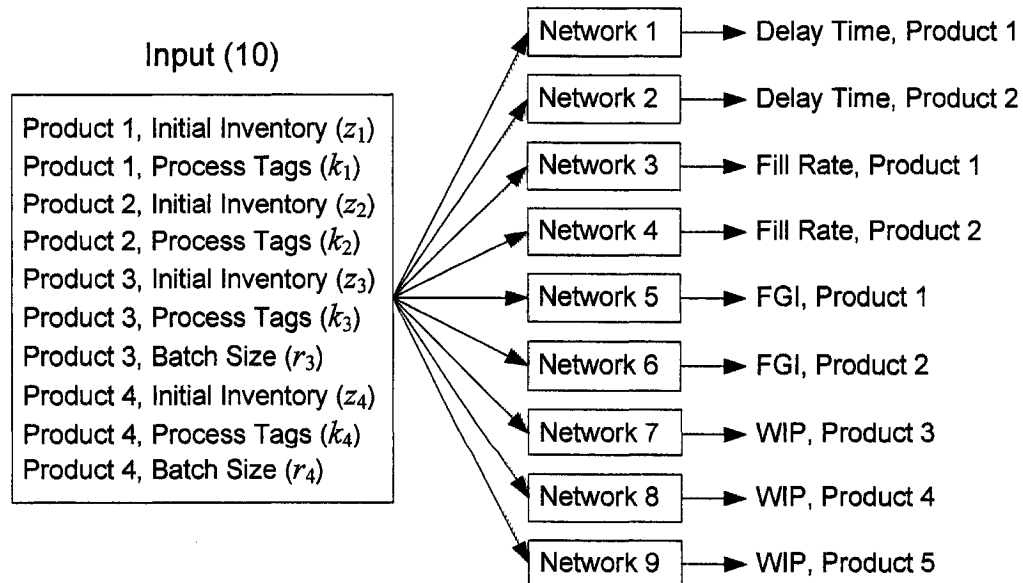 Input (10)
Product 1, Initial Inventory (z₁)
Product 1, Process Tags (k₁)
Product 2, Initial Inventory (z₂)
Product 2, Process Tags (k₂)
Product 3, Initial Inventory (z₃)
Product 3, Process Tags (k₃)
Product 3, Batch Size (r₃)
Product 4, Initial Inventory (z₄)
Product 4, Process Tags (k₄)
Product 4, Batch Size (r₄)
Network 1 Delay Time, Product 1
Network 2 Delay Time, Product 2
Network 3 Fill Rate, Product 1
Network 4 Fill Rate, Product 2
Network 5 FGI, Product 1
Network 6 FGI, Product 2
Network 7 WIP, Product 3
Network 8 WIP, Product 4
Network 9 WIP, Product 5